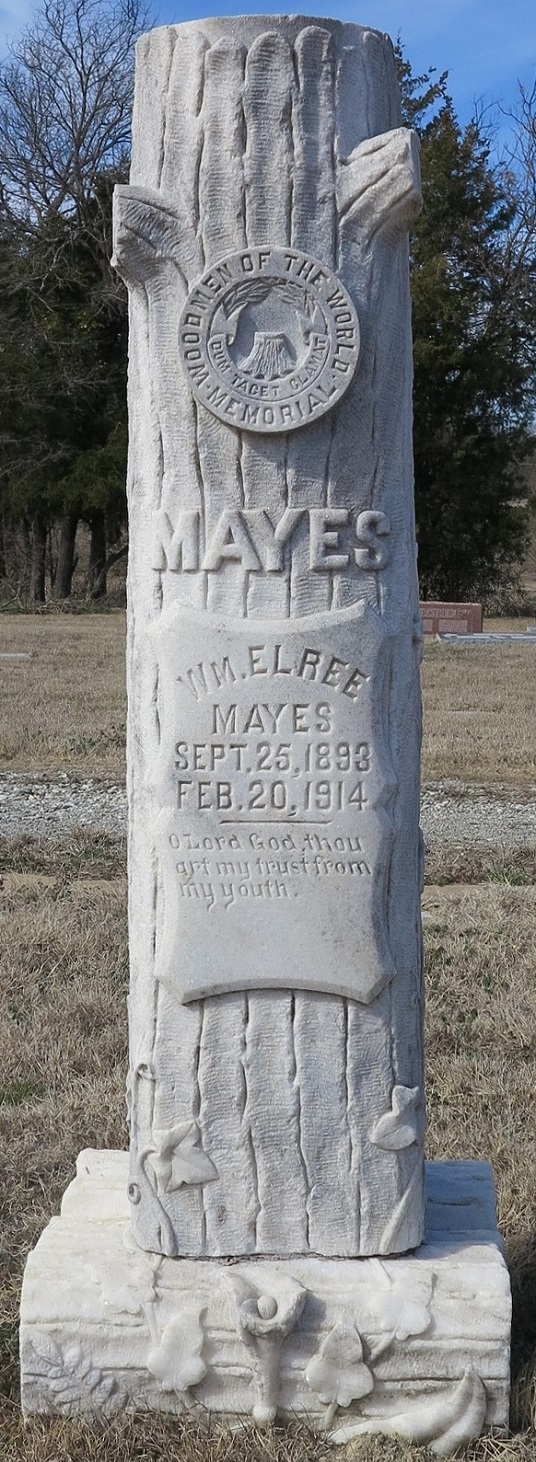 WOODMEN OF THE WORLD
DUM TACET CLAMAT
MEMORIAL
MAYES
WM. ELREE
MAYES
SEPT. 25, 1893
FEB. 20, 1914
O Lord God, thou
art my trust from
my youth.